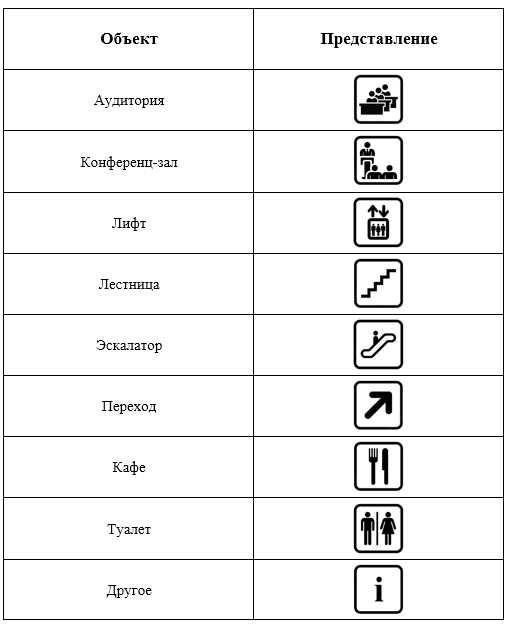 Объект Представление
Аудитория
Конференц-зал
Лифт
Лестница
Эскалатор
Переход
Кафе
Туалет
Другое i